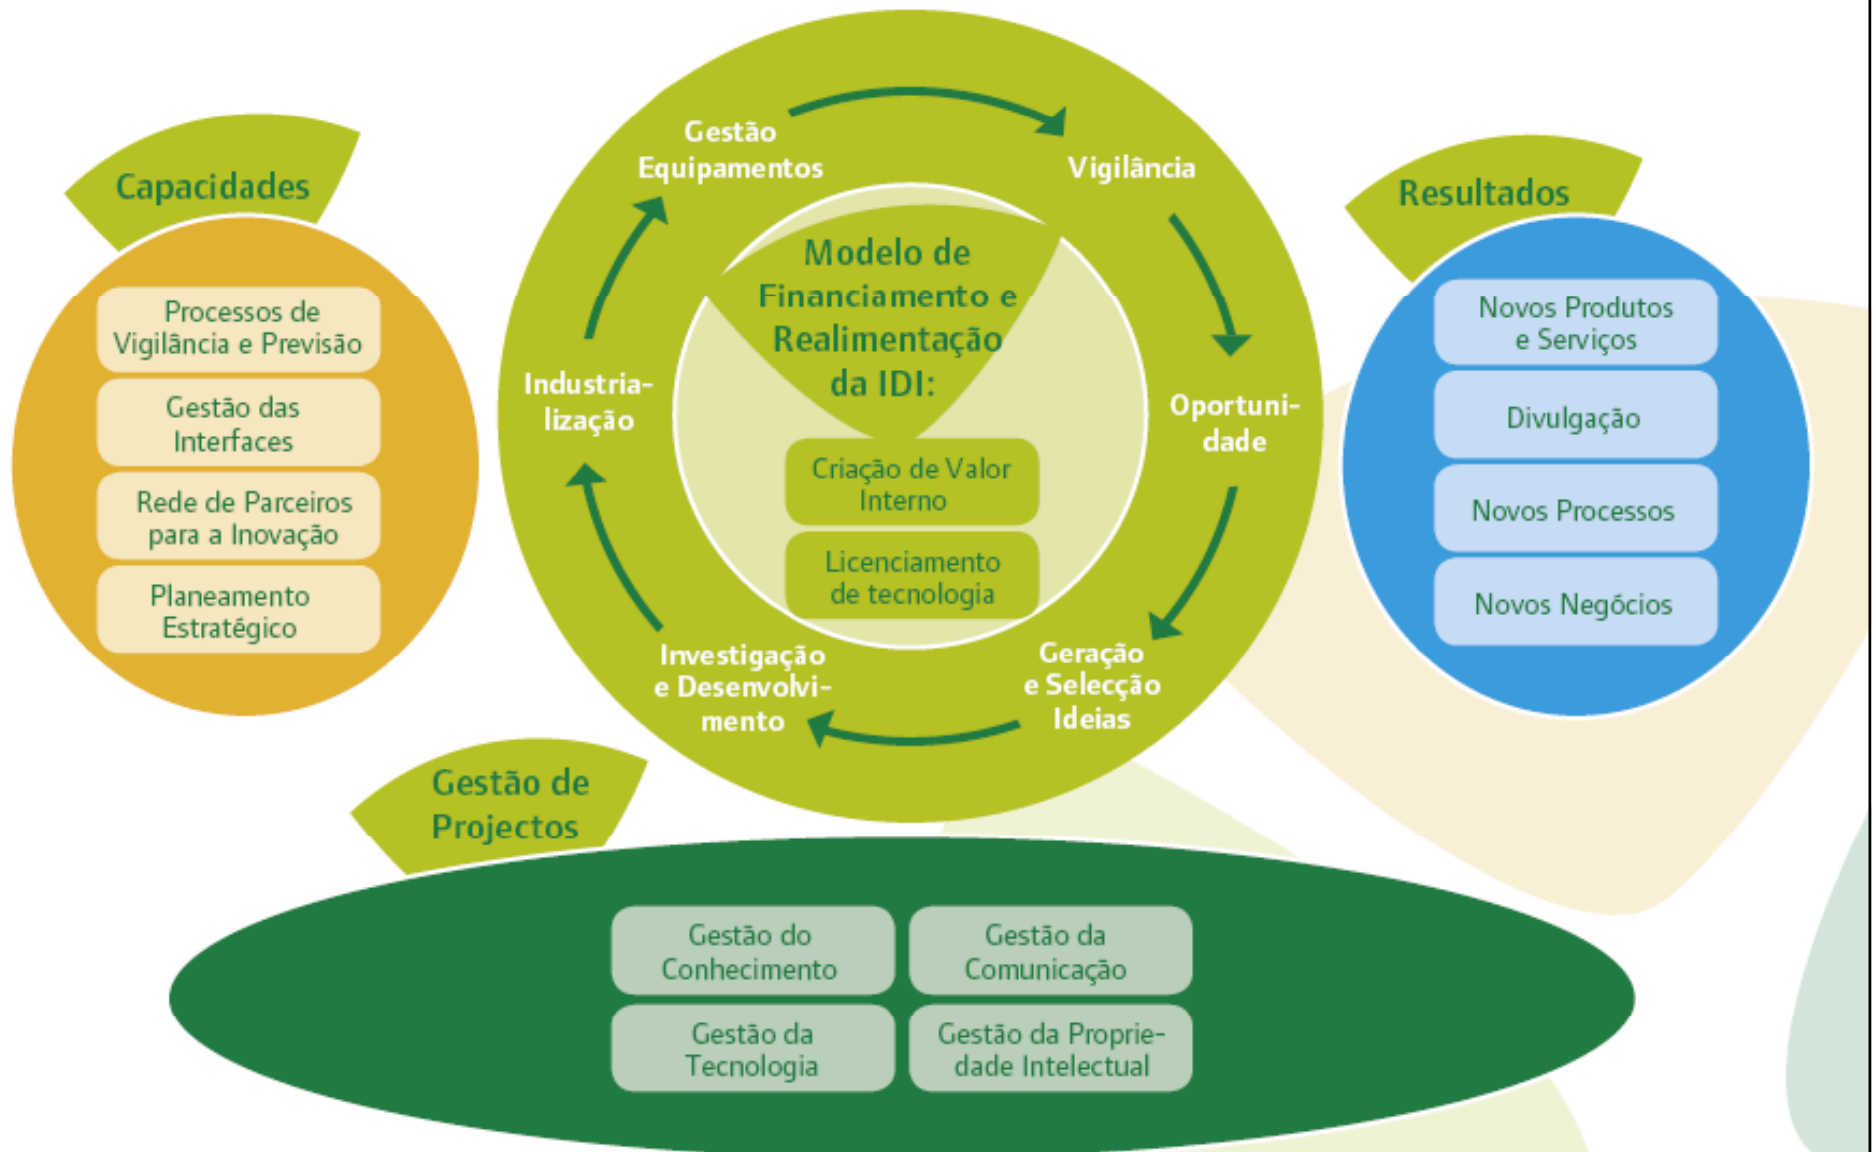 Capacidades
Processos de
Vigilância e Previsão
Gestão das
Interfaces
Rede de Parceiros
para a Inovação
Planeamento
Estratégico
Gestão
Equipamentos
Vigilância
Oportuni-
dade
Geração
e Selecção
Ideias
Investigação
e Desenvolvi-
mento
Industria-
lização
Modelo de
Financiamento e
Realimentação
da IDI:
Criação de Valor
Interno
Licenciamento
de tecnologia
Resultados
Novos Produtos
e Serviços
Divulgação
Novos Processos
Novos Negócios
Gestão de
Projectos
Gestão do
Conhecimento
Gestão da
Comunicação
Gestão da
Tecnologia
Gestão da Proprie-
dade Intelectual